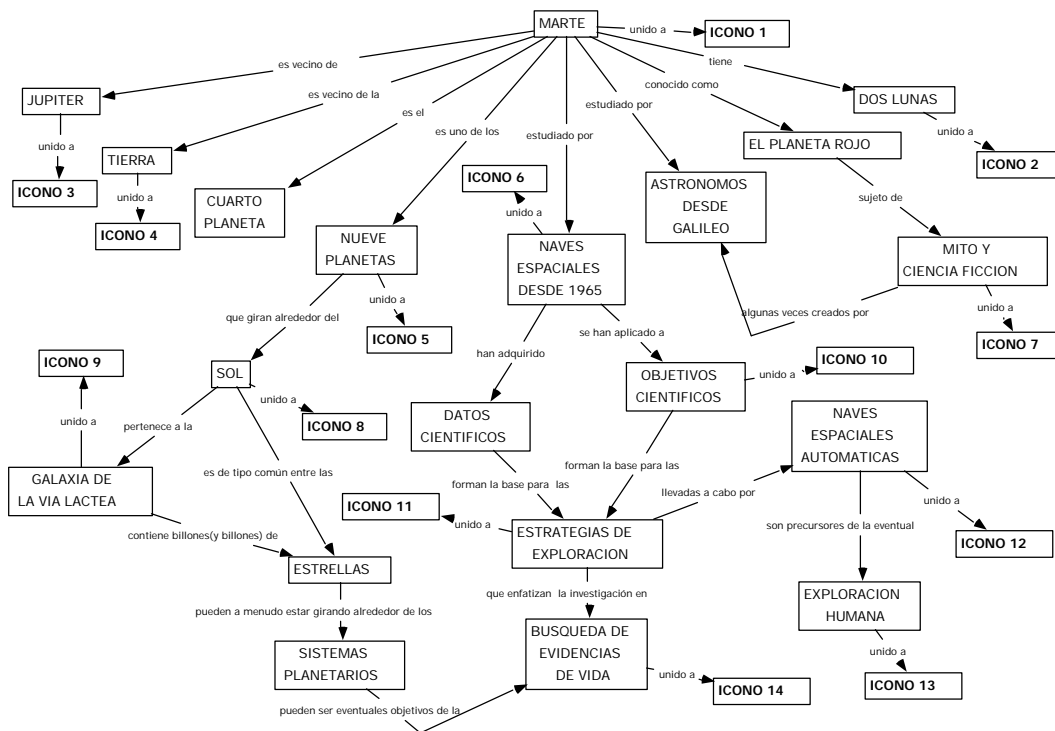 MARTE
unido a
ICONO 1
es vecino de
tiene
conocido como
JUPITER
es vecino de la
DOS LUNAS
estudiado por
es el
es uno de los
estudiado por
unido a
unido a
EL PLANETA ROJO
TIERRA
ICONO 2
ICONO 6
ICONO 3
ASTRONOMOS
DESDE
GALILEO
unido a
CUARTO
PLANETA
sujeto de
unido a
ICONO 4
NUEVE
PLANETAS
NAVES
ESPACIALES
DESDE 1965
MITO Y
CIENCIA FICCION
unido a
algunas veces creados por
unido a
que giran alrededor del
se han aplicado a
ICONO 5
ICONO 7
han adquirido
ICONO 9
ICONO 10
SOL
OBJETIVOS
CIENTIFICOS
unido a
unido a
DATOS
CIENTIFICOS
NAVES
ESPACIALES
AUTOMATICAS
unido a
pertenece a la
ICONO 8
forman la base para las
es de tipo común entre las
GALAXIA DE
LA VIA LACTEA
forman la base para las
llevadas a cabo por
unido a
ICONO 11
unido a
ESTRATEGIAS DE
EXPLORACION
son precursores de la eventual
contiene billones(y billones) de
ICONO 12
ESTRELLAS
que enfatizan la investigación en
EXPLORACION
HUMANA
pueden a menudo estar girando alrededor de los
BUSQUEDA DE
EVIDENCIAS
DE VIDA
SISTEMAS
PLANETARIOS
unido a
unido a
ICONO 14
ICONO 13
pueden ser eventuales objetivos de la